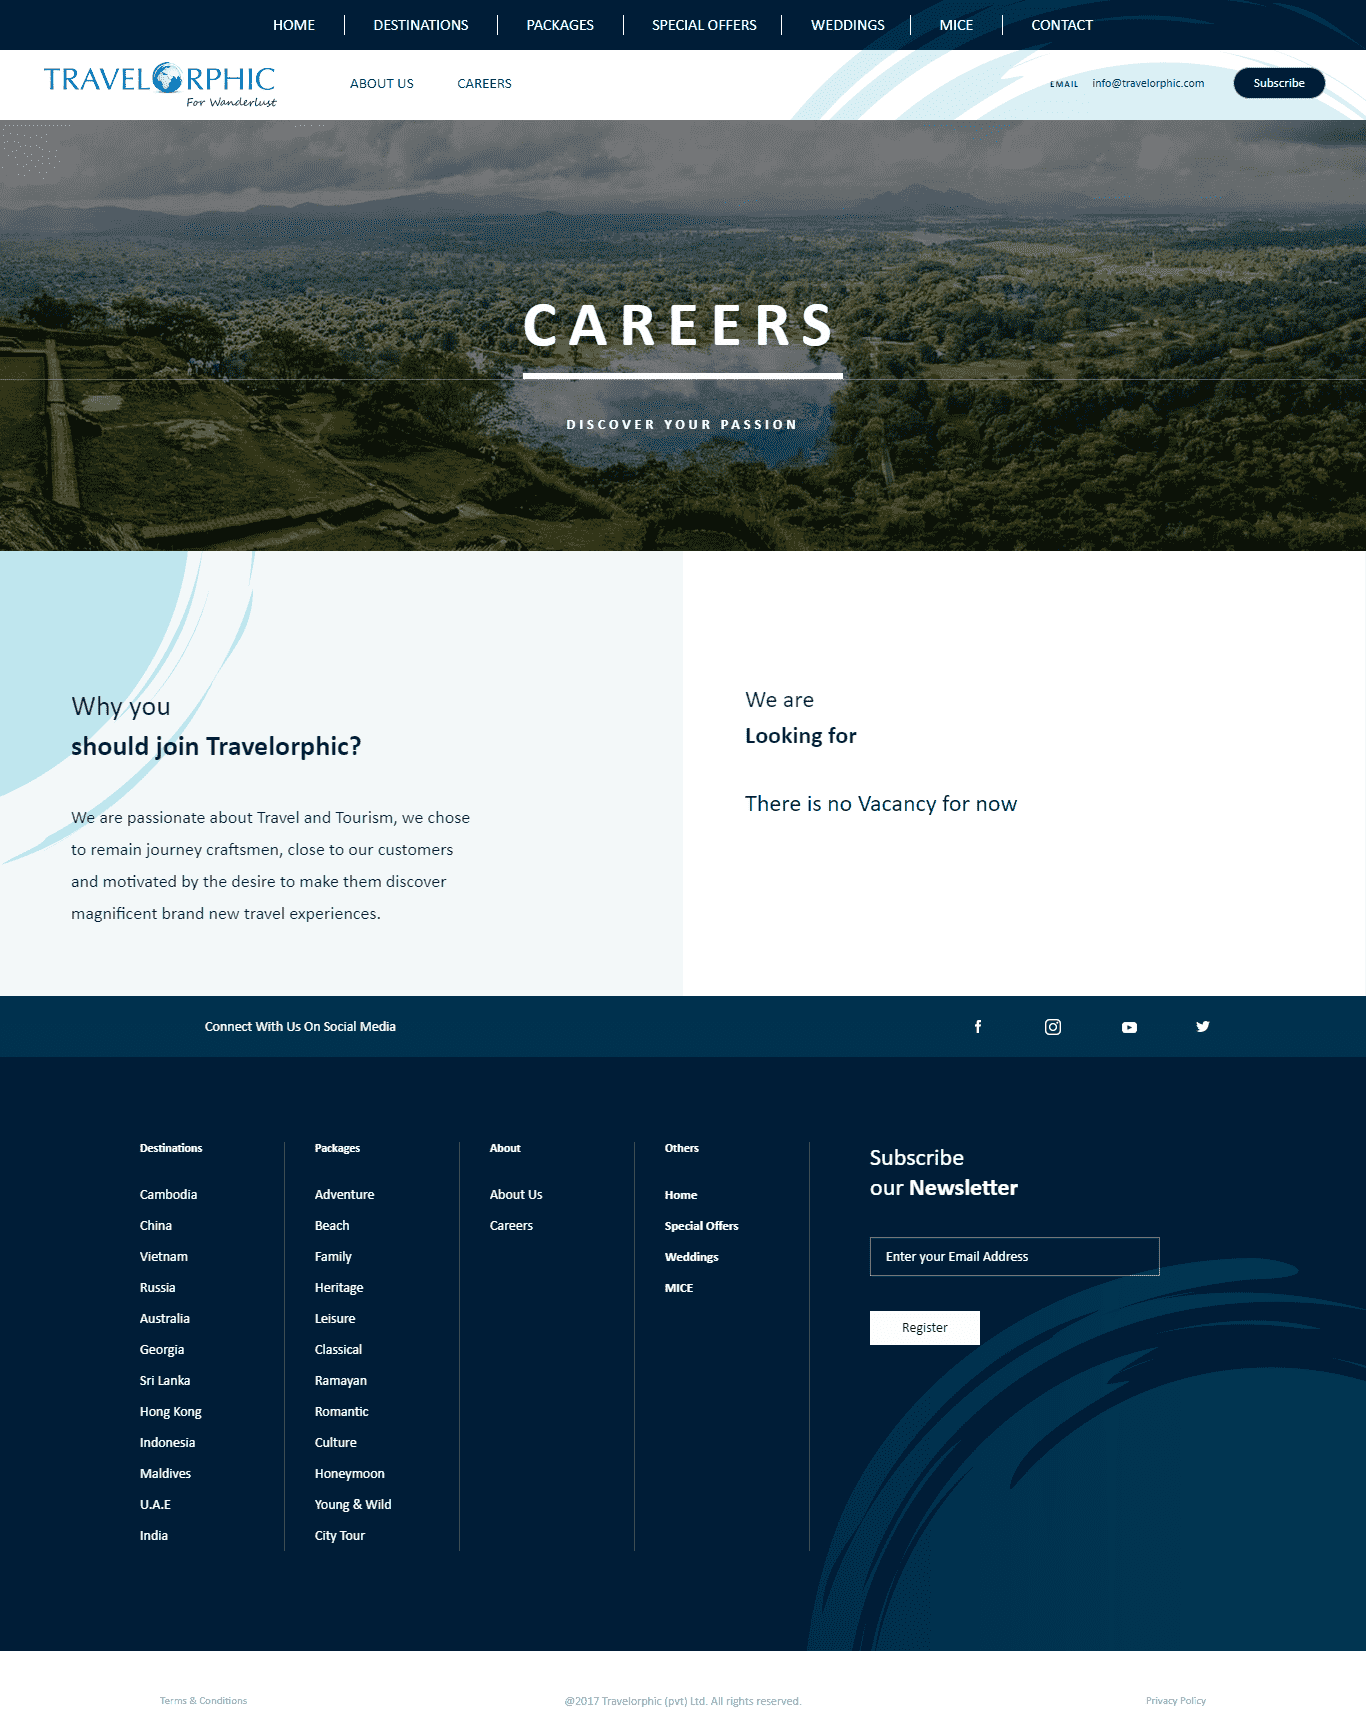 HOME
DESTINATIONS
PACKAGES
SPECIAL OFFERS
WEDDINGS
MICE
CONTACT
TRAVELORPHIC
For Wanderlust
ABOUT US
CAREERS
EMAIL info@travelorphic.com
Subscribe
CAREERS
DISCOVER YOUR PASSION
Why you
should join Travelorphic?
We are passionate about Travel and Tourism, we chose
to remain journey craftsmen, close to our customers
and motivated by the desire to make them discover
magnificent brand new travel experiences.
We are
Looking for
There is no Vacancy for now
Connect With Us On Social Media
Destinations
Cambodia
China
Vietnam
Russia
Australia
Georgia
Sri Lanka
Hong Kong
Indonesia
Maldives
U.A.E
India
Packages
Adventure
Beach
Family
Heritage
Leisure
Classical
Ramayan
Romantic
Culture
Honeymoon
Young & Wild
City Tour
About
About Us
Careers
Others
Home
Special Offers
Weddings
MICE
Subscribe
our Newsletter
Enter your Email Address
Register
Terms & Conditions
@2017 Travelorphic (pvt) Ltd. All rights reserved.
Privacy Policy